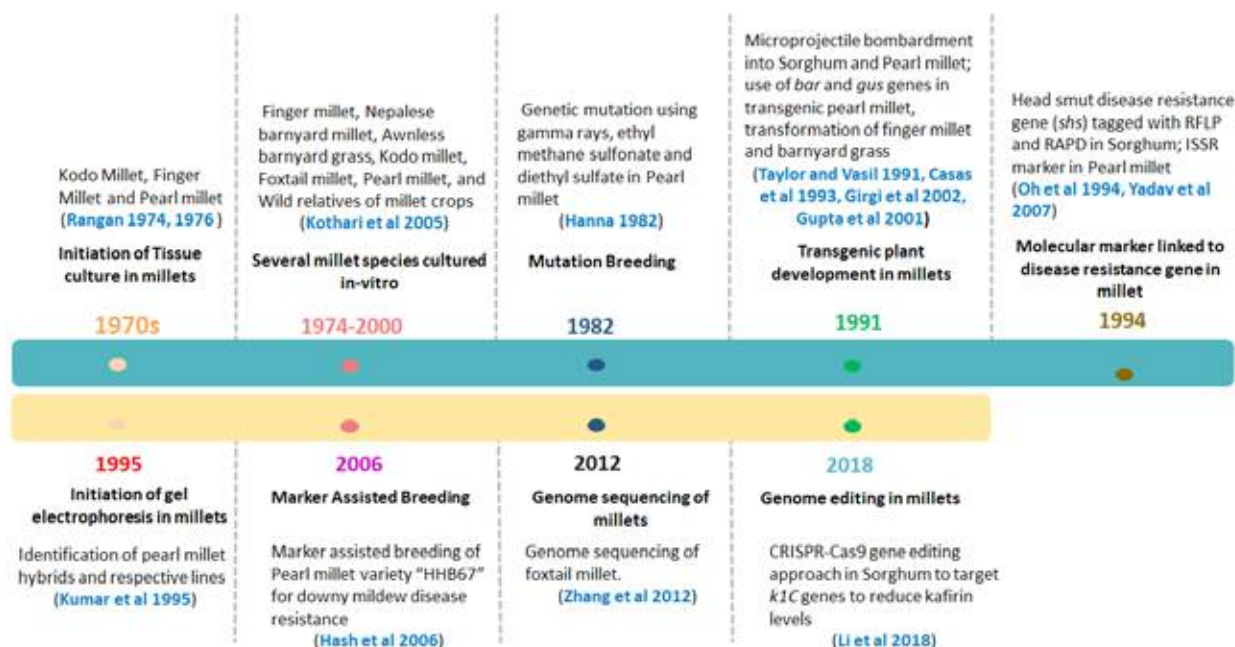 Kodo Millet, Finger
Millet and Pearl millet
(Rangan 1974, 1976 )
Initiation of Tissue
culture in millets
1970s
Finger millet, Nepalese
barnyard millet, Awnless
barnyard grass, Kodo millet,
Foxtail millet, Pearl millet, and
Wild relatives of millet crops
(Kothari et al 2005)
Several millet species cultured
in-vitro
1974-2000
Genetic mutation using
gamma rays, ethyl
methane sulfonate and
diethyl sulfate in Pearl
millet
(Hanna 1982)
Mutation Breeding
1982
Microprojectile bombardment
into Sorghum and Pearl millet;
use of bar and gus genes in
transgenic pearl millet,
transformation of finger millet
and barnyard grass
(Taylor and Vasil 1991, Casas
et al 1993, Girgi et al 2002,
Gupta et al 2001)
Transgenic plant
development in millets
1991
Head smut disease resistance
gene (shs) tagged with RFLP
and RAPD in Sorghum; ISSR
marker in Pearl millet
(Oh et al 1994, Yadav et al
2007)
Molecular marker linked to
disease resistance gene in
millet
1994
1995
Initiation of gel
electrophoresis in millets
Identification of pearl millet
hybrids and respective lines
(Kumar et al 1995)
2006
Marker Assisted Breeding
Marker assisted breeding of
Pearl millet variety "HHB67"
for downy mildew disease
resistance
(Hash et al 2006)
2012
Genome sequencing of
millets
Genome sequencing of
foxtail millet.
(Zhang et al 2012)
2018
Genome editing in millets
CRISPR-Cas9 gene editing
approach in Sorghum to target
k1C genes to reduce kafirin
levels
(Li et al 2018)